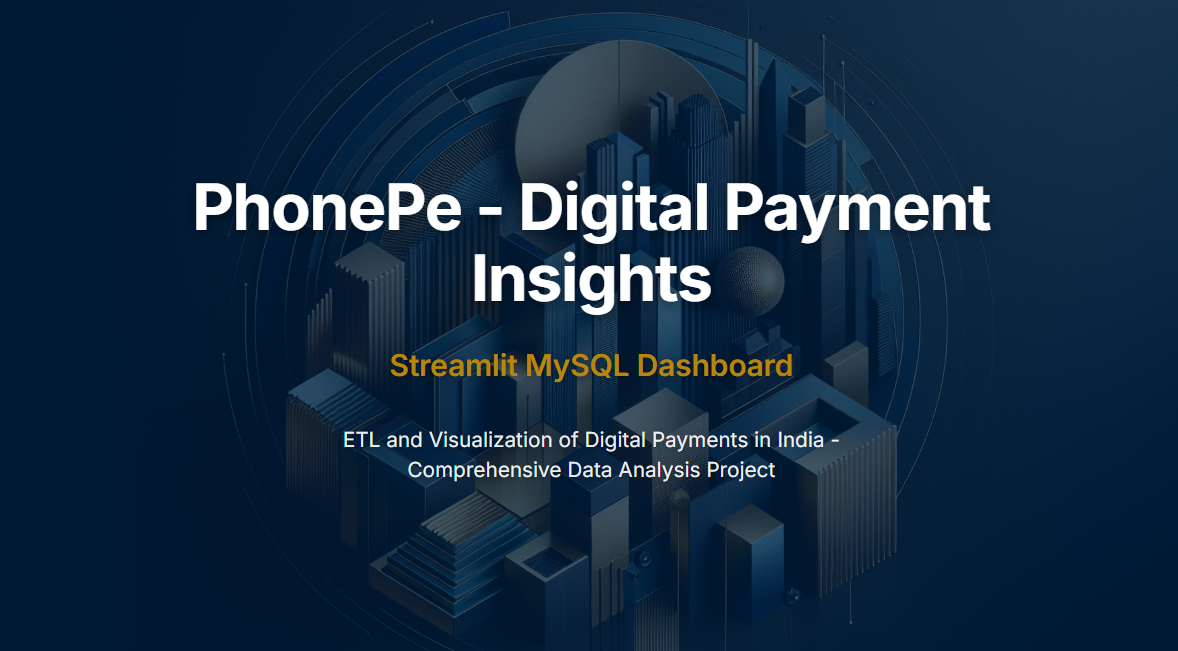 PhonePe - Digital Payment
Insights
Streamlit MySQL Dashboard
ETL and Visualization of Digital Payments in India -
Comprehensive Data Analysis Project